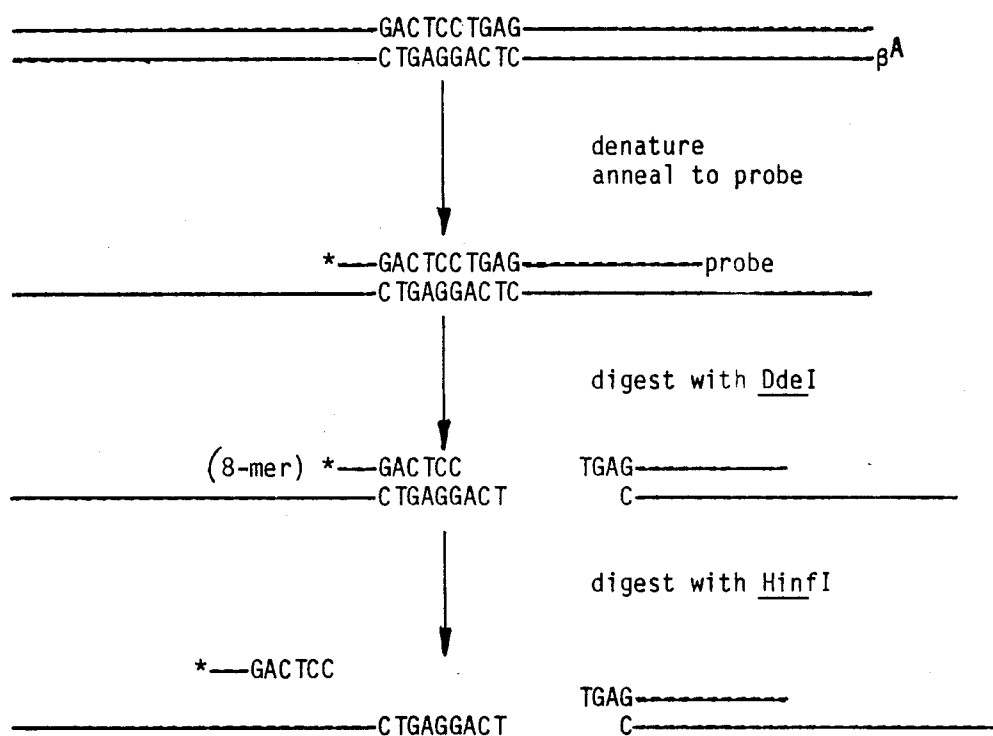 GACTCCTGAG
CTGAGGACTC βA
denature
anneal to probe
* GACTCCTGAG probe
CTGAGGACTC
digest with DdeI
(8-mer) * GACTCC TGAG
CTGAGGACT C
digest with HinfI
* GACTCC
TGAG
CTGAGGACT C